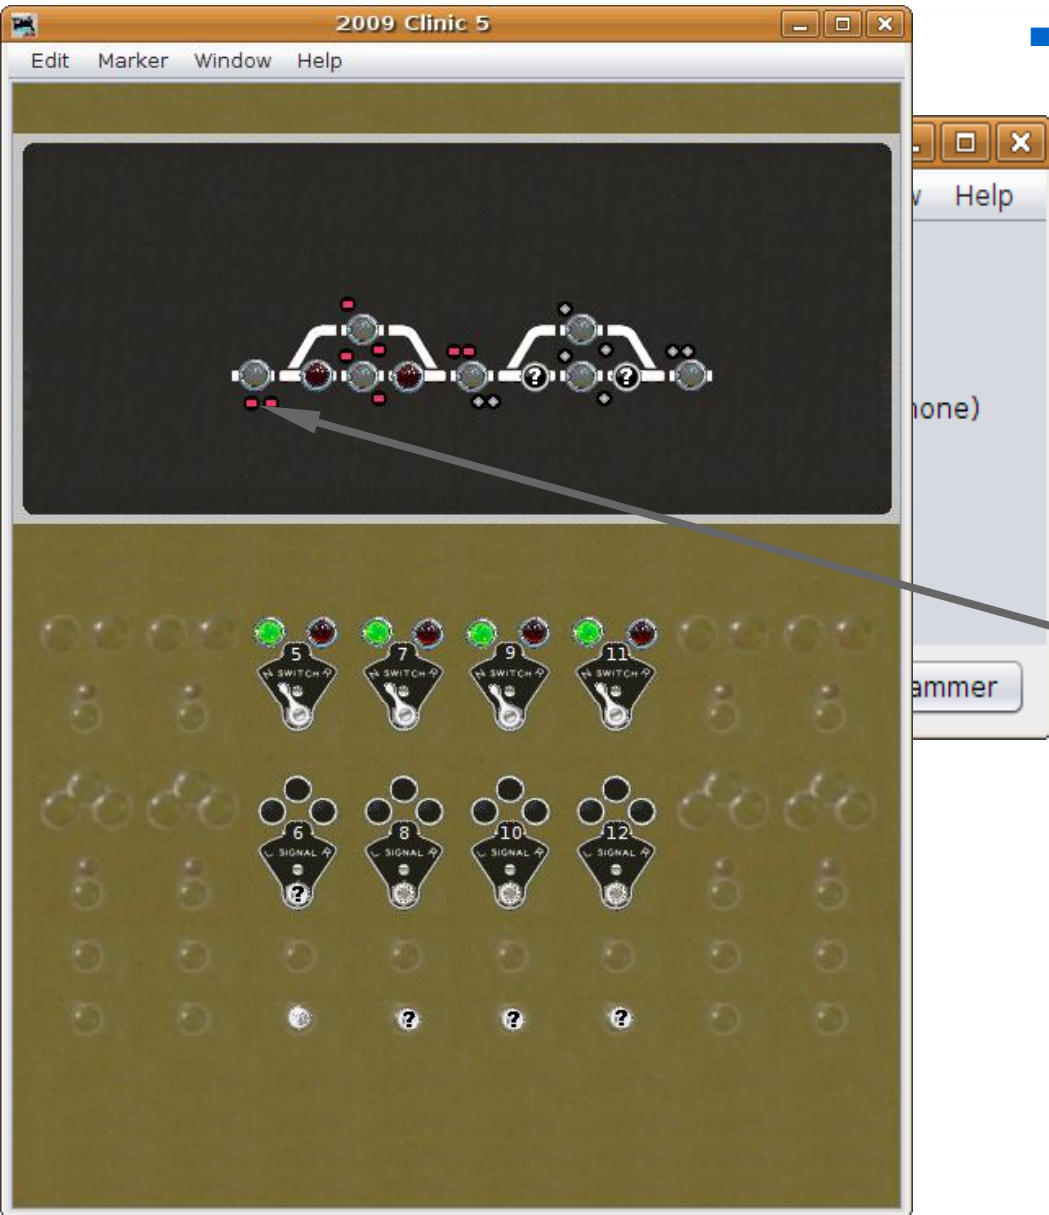 2009 Clinic 5
Edit Marker Window Help
Help
? ?
none)
5 7 9 11
N SWITCH R N SWITCH R N SWITCH R N SWITCH R
ammer
6 8 10 12
L SIGNAL R L SIGNAL R L SIGNAL R L SIGNAL R
?
? ? ?